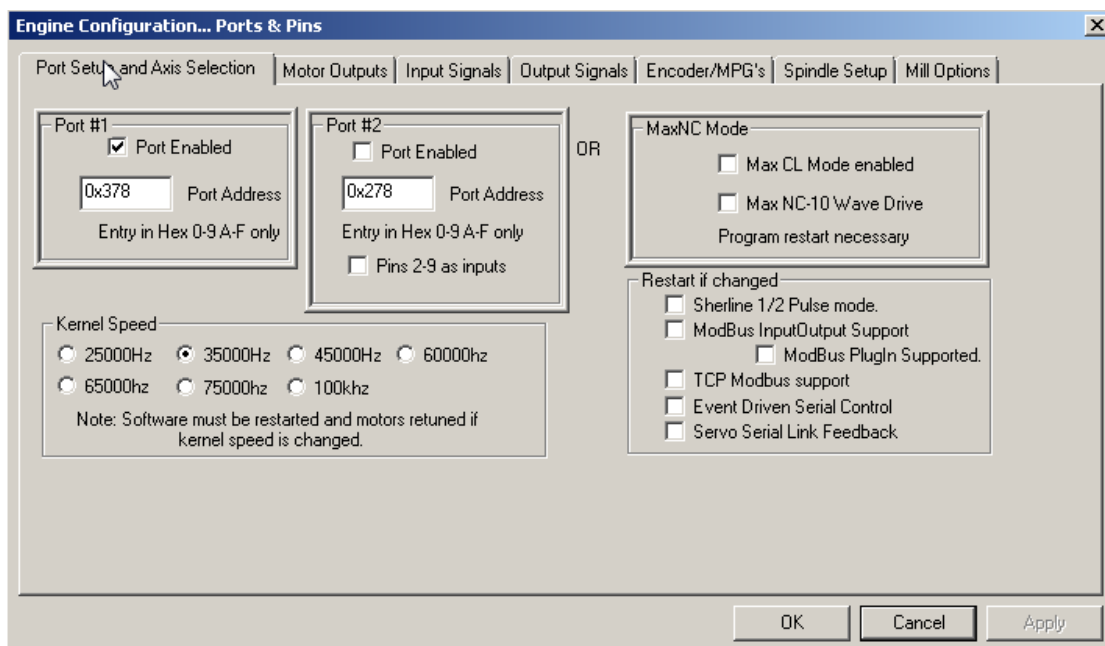 Engine Configuration... Ports & Pins
Port Setup and Axis Selection
Motor Outputs
Input Signals
Output Signals
Encoder/MPG's
Spindle Setup
Mill Options
Port #1
Port Enabled
0x378
Port Address
Entry in Hex 0-9 A-F only
Port #2
Port Enabled
0x278
Port Address
Entry in Hex 0-9 A-F only
Pins 2-9 as inputs
OR
MaxNC Mode
Max CL Mode enabled
Max NC-10 Wave Drive
Program restart necessary
Restart if changed
Sherline 1/2 Pulse mode.
ModBus InputOutput Support
ModBus PlugIn Supported.
TCP Modbus support
Event Driven Serial Control
Servo Serial Link Feedback
Kernel Speed
25000Hz
35000Hz
45000Hz
60000hz
65000hz
75000hz
100khz
Note: Software must be restarted and motors retuned if
kernel speed is changed.
OK
Cancel
Apply